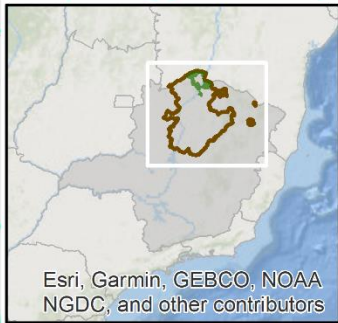 Esri, Garmin, GEBCO, NOAA
NGDC, and other contributors